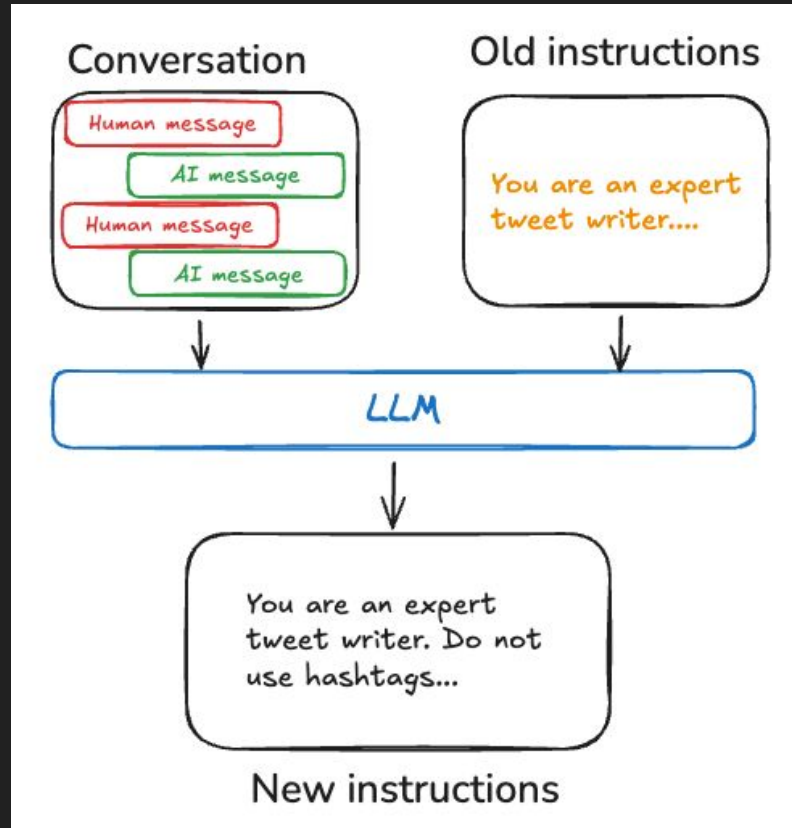 Conversation
Old instructions
Human message
AI message
Human message
AI message
You are an expert
tweet writer....
LLM
You are an expert
tweet writer. Do not
use hashtags...
New instructions